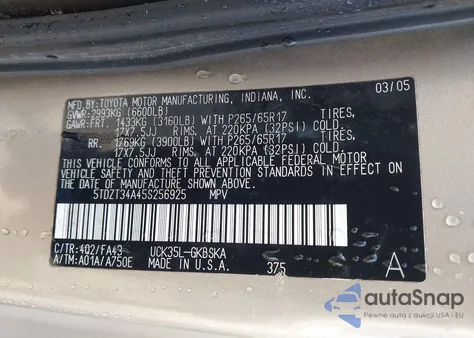 MFD.BY:TOYOTA MOTOR MANUFACTURING, INDIANA, INC. 03/05
GVWR:2993KG (6600LB)
GAWR:FRT. 1433KG (3160LB) WITH P265/65R17 TIRES,
17X7.5JJ RIMS, AT 220KPA (32PSI) COLD.
RR. 1769KG (3900LB) WITH P265/65R17 TIRES,
17X7.5JJ RIMS, AT 220KPA (32PSI) COLD.
THIS VEHICLE CONFORMS TO ALL APPLICABLE FEDERAL MOTOR
VEHICLE SAFETY AND THEFT PREVENTION STANDARDS IN EFFECT
ON THE DATE OF MANUFACTURE SHOWN ABOVE.
5TDZT34A45S256925 MPV
C/TR:4Q2/FA43 UCK35L-GKBSKA
A/TM:A01A/A750E MADE IN U.S.A. 375 A
autoSnap
Pewne zakupy aut z USA i EU